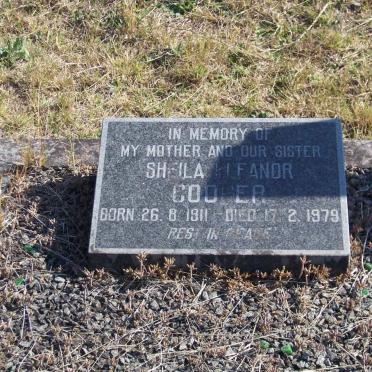 IN MEMORY OF
MY MOTHER AND OUR SISTER
SHEILA ELEANOR
BORN 26. 8. 1911 - DIED 17. 2. 1979
REST IN PEACE